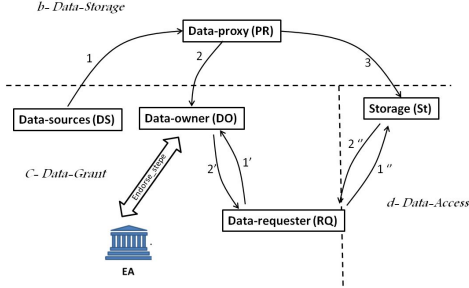 b- Data-Storage
Data-proxy (PR)
1
2
3
Data-sources (DS)
Data-owner (DO)
Storage (St)
C- Data-Grant
Endorse_stepe
2'
1'
2"
1"
d- Data-Access
Data-requester (RQ)
EA